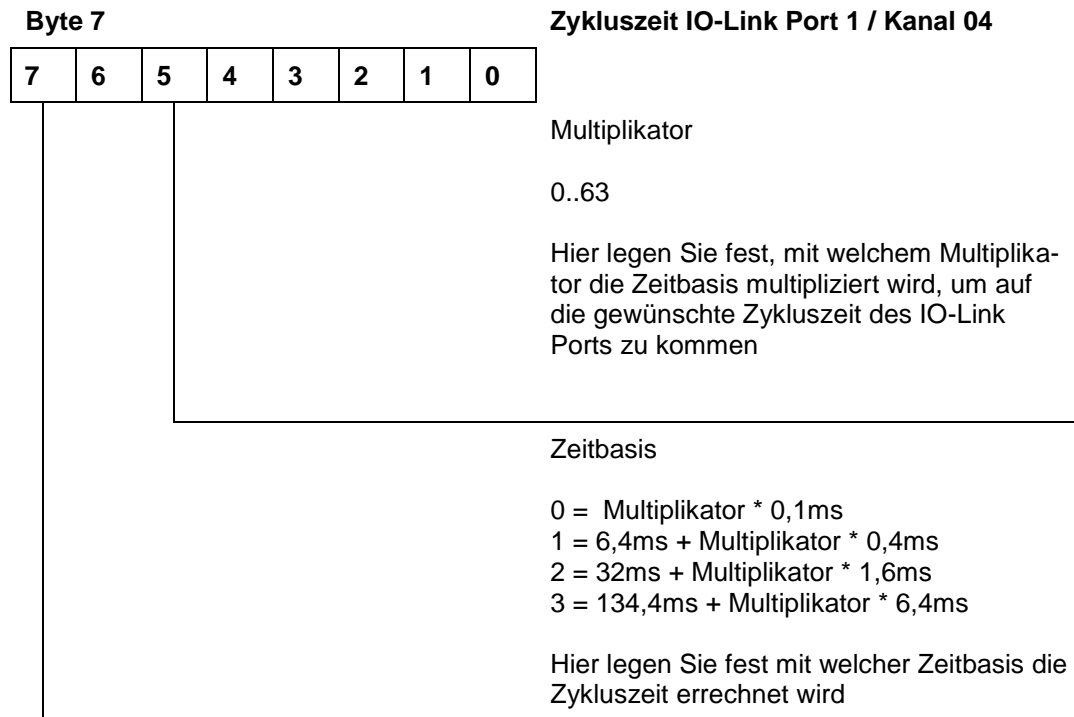 Byte 7 Zykluszeit IO-Link Port 1 / Kanal 04
7 6 5 4 3 2 1 0
Multiplikator
0..63
Hier legen Sie fest, mit welchem Multiplika-
tor die Zeitbasis multipliziert wird, um auf
die gewünschte Zykluszeit des IO-Link
Ports zu kommen
Zeitbasis
0 =  Multiplikator * 0,1ms
1 = 6,4ms + Multiplikator * 0,4ms
2 = 32ms + Multiplikator * 1,6ms
3 = 134,4ms + Multiplikator * 6,4ms
Hier legen Sie fest mit welcher Zeitbasis die
Zykluszeit errechnet wird